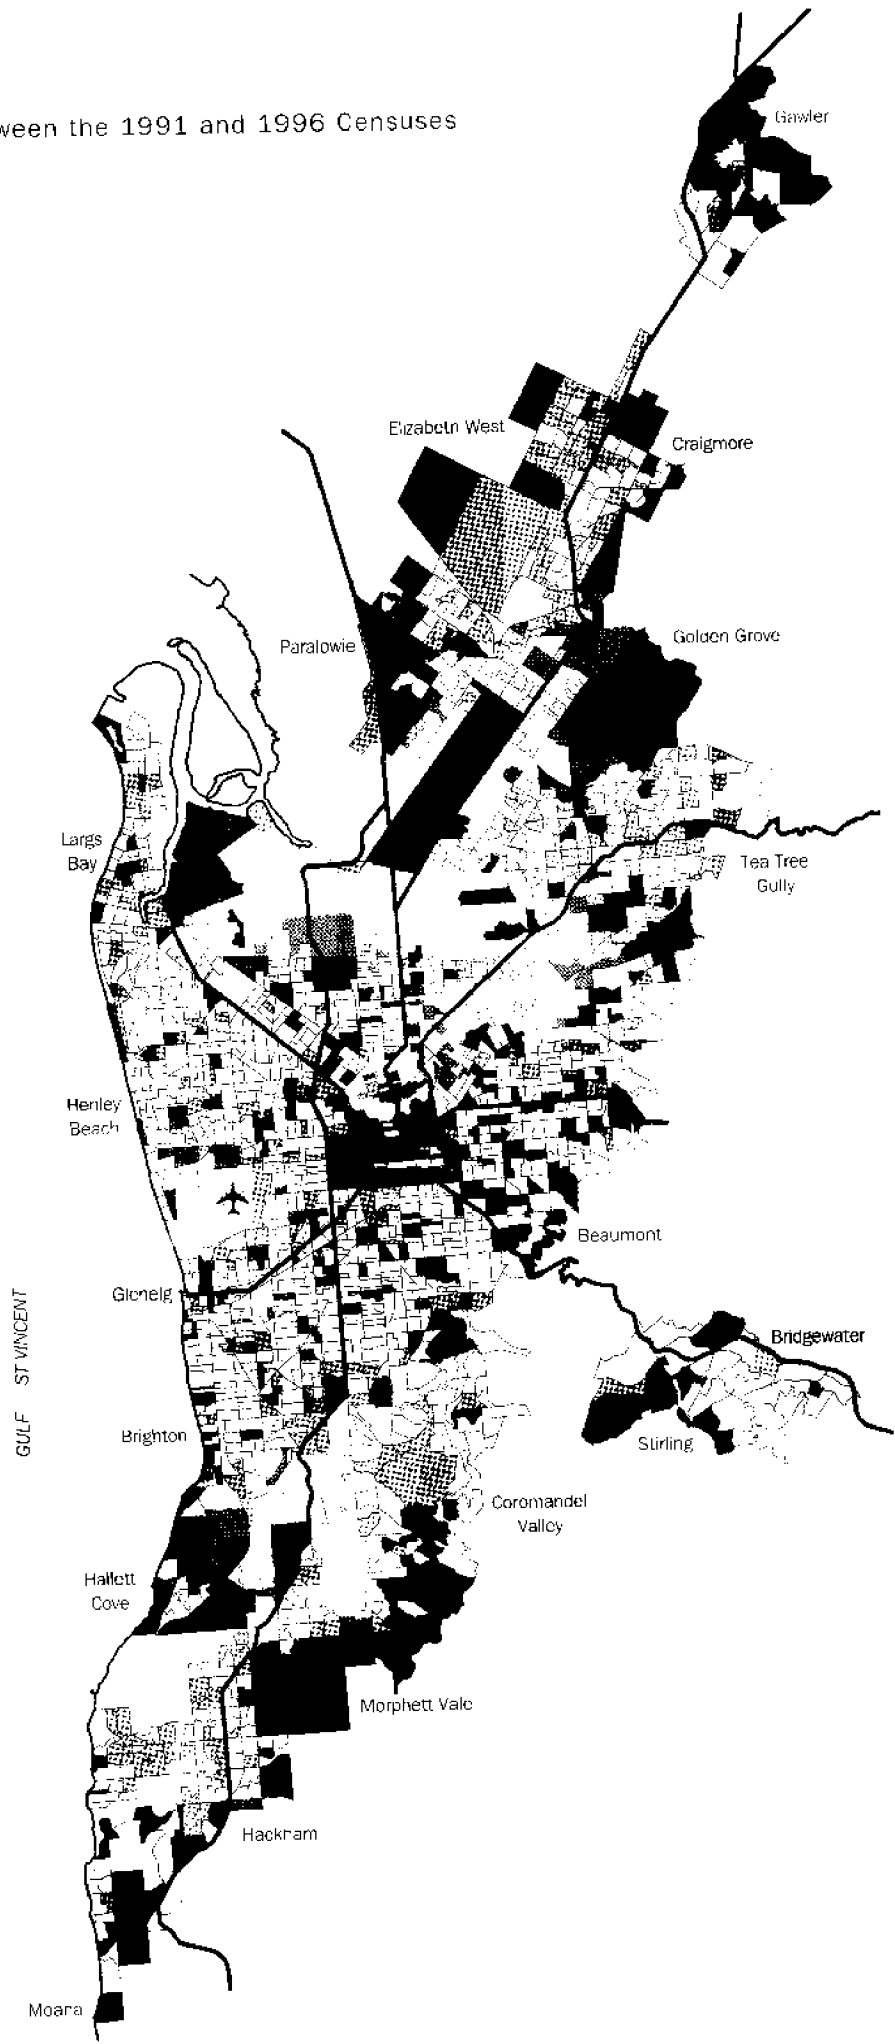 ween the 1991 and 1996 Censuses
Gawler
Elizabeth West
Craigmore
Paralowie
Golden Grove
Largs
Bay
Tea Tree
Gully
Henley
Beach
Beaumont
Glenelg
GULF ST VINCENT
Bridgewater
Brighton
Stirling
Coromandel
Valley
Hallett
Cove
Morphett Vale
Hackham
Moana